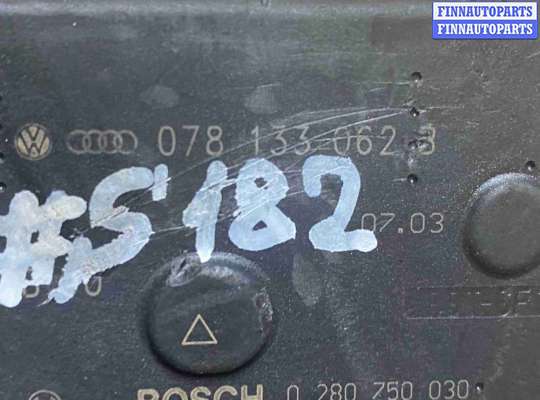 FINNAUTOPARTS
FINNAUTOPARTS
078 133 062 B
#S182
07.03
BOSCH 0 280 750 030